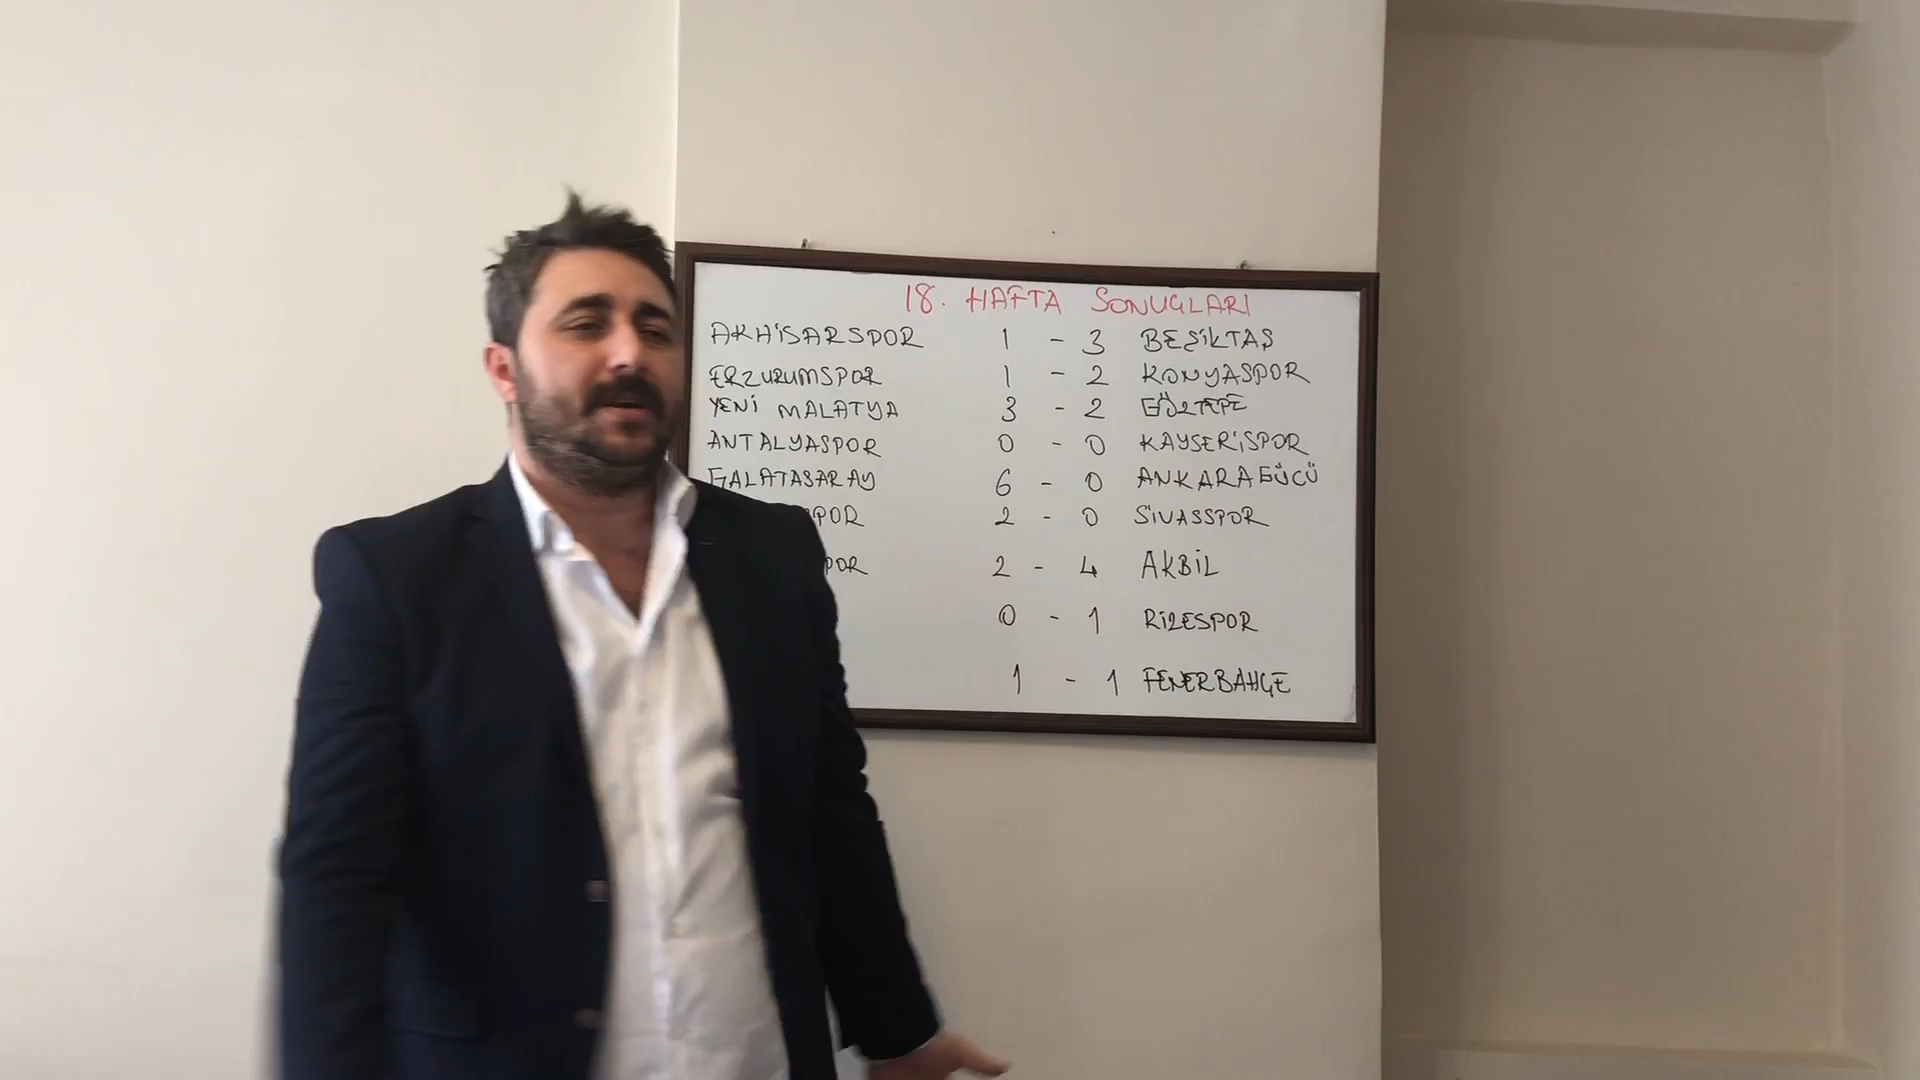 18. HAFTA SONUÇLARI
AKHİSARSPOR 1 - 3 BEŞİKTAŞ
ERZURUMSPOR 1 - 2 KONYASPOR
YENİ MALATYA 3 - 2 GÖZTEPE
ANTALYASPOR 0 - 0 KAYSERİSPOR
GALATASARAY 6 - 0 ANKARAGÜCÜ
SPOR 2 - 0 SİVASSPOR
POR 2 - 4 AKBİL
0 - 1 RİZESPOR
1 - 1 FENERBAHÇE